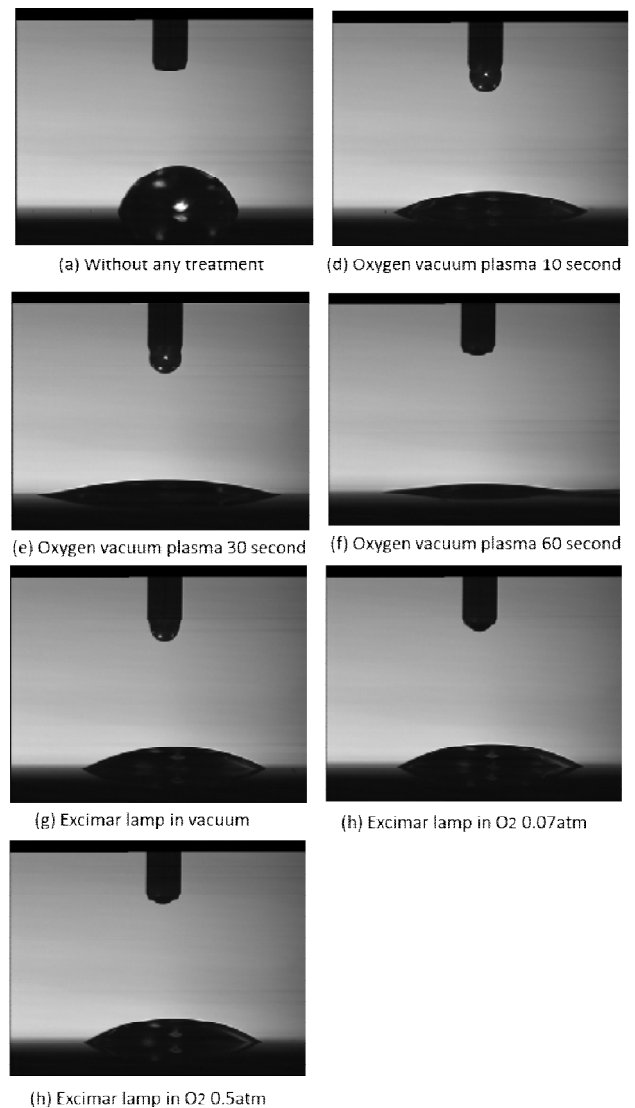 (a) Without any treatment
(d) Oxygen vacuum plasma 10 second
(e) Oxygen vacuum plasma 30 second
(f) Oxygen vacuum plasma 60 second
(g) Excimar lamp in vacuum
(h) Excimar lamp in O2 0.07atm
(h) Excimar lamp in O2 0.5atm